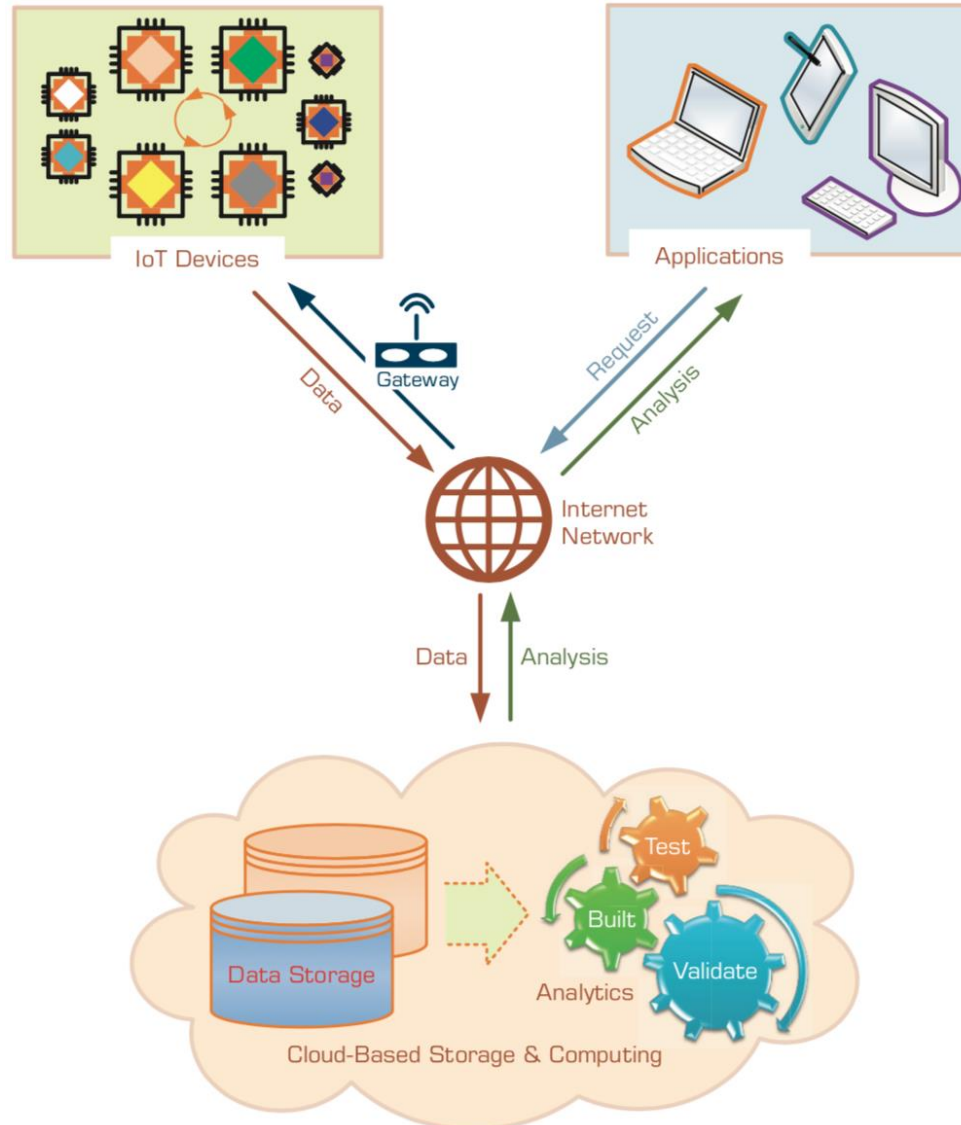 IoT Devices
Applications
Gateway
Data
Request
Analysis
Internet
Network
Data
Analysis
Test
Built
Validate
Data Storage
Analytics
Cloud-Based Storage & Computing